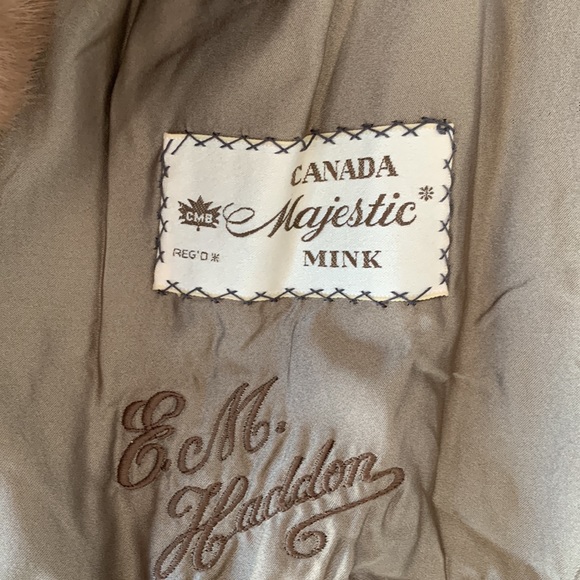 CANADA
CMB Majestic*
REG'D *
MINK
E.M.
Haddon